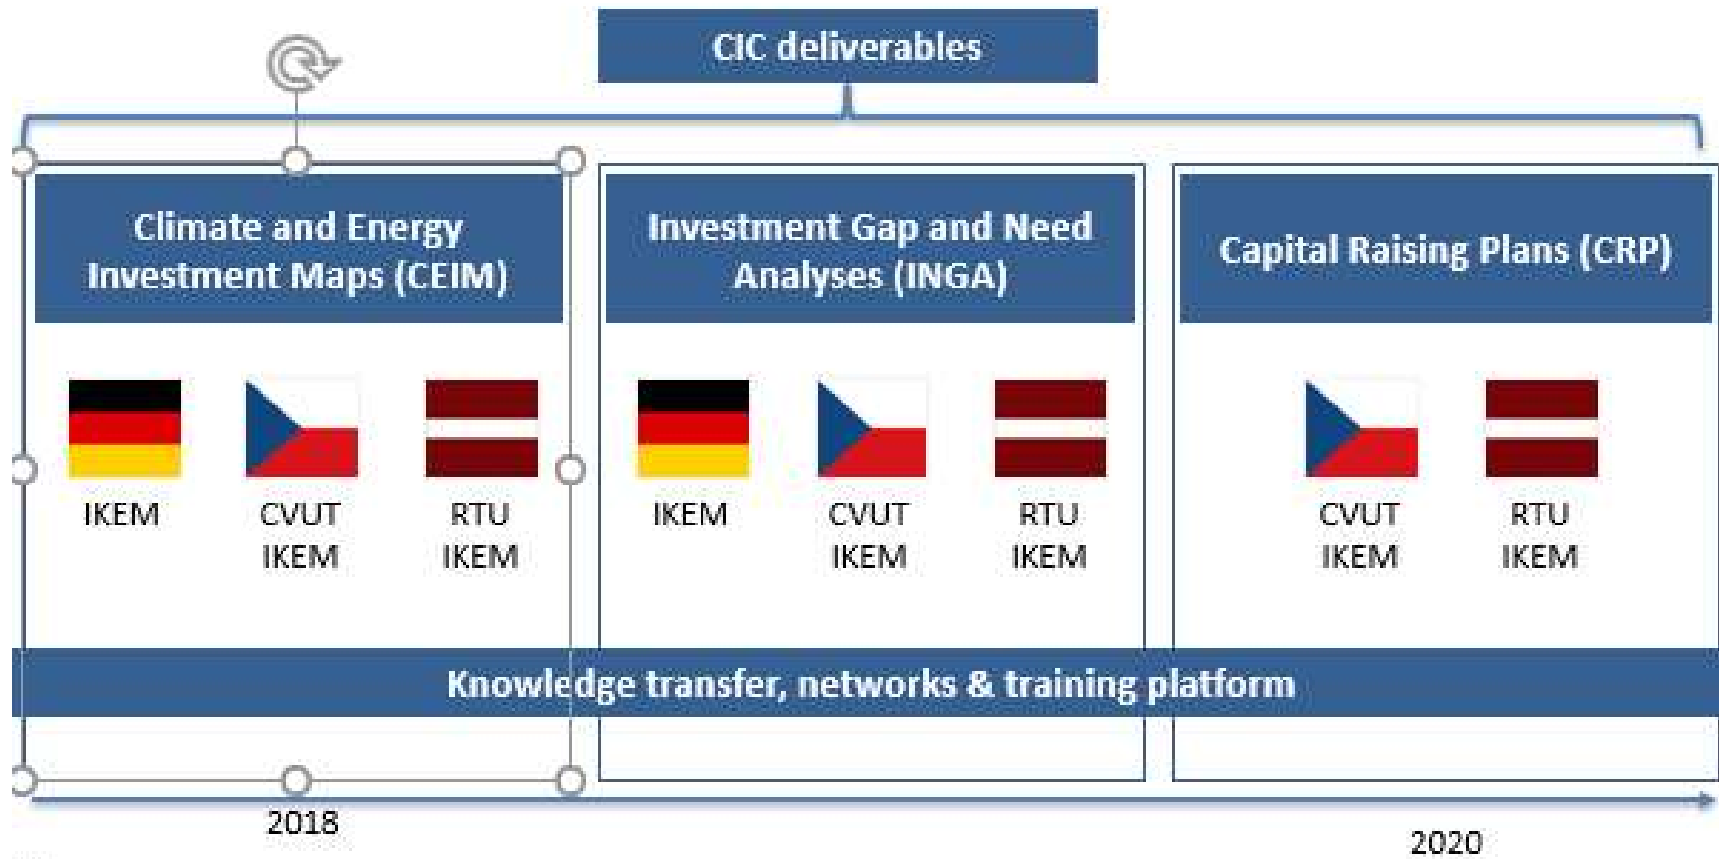 CIC deliverables
Climate and Energy
Investment Maps (CEIM)
IKEM
CVUT
IKEM
RTU
IKEM
Investment Gap and Need
Analyses (INGA)
IKEM
CVUT
IKEM
RTU
IKEM
Capital Raising Plans (CRP)
CVUT
IKEM
RTU
IKEM
Knowledge transfer, networks & training platform
2018
2020